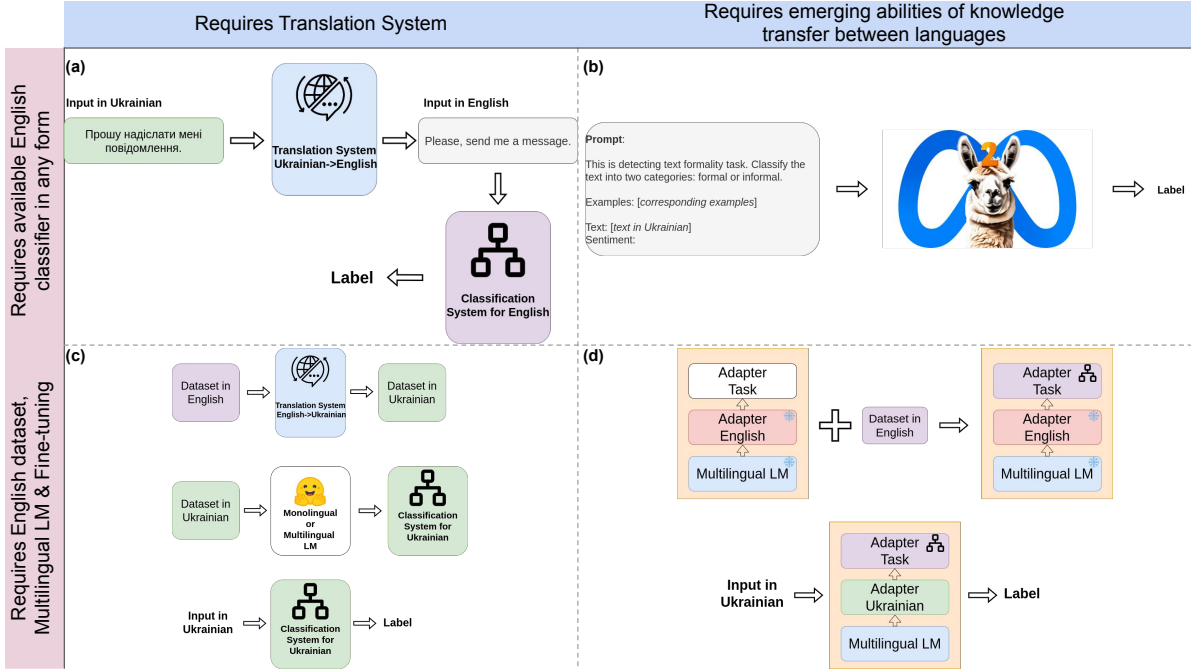 Requires Translation System
Requires emerging abilities of knowledge
transfer between languages
Requires available English
classifier in any form
(a)
Input in Ukrainian
Прошу надіслати мені
повідомлення.
Translation System
Ukrainian->English
Input in English
Please, send me a message.
Classification
System for English
Label
(b)
Prompt:
This is detecting text formality task. Classify the
text into two categories: formal or informal.
Examples: [corresponding examples]
Text: [text in Ukrainian]
Sentiment:
2
Label
Requires English dataset,
Multilingual LM & Fine-tuning
(c)
Dataset in
English
Translation System
English->Ukrainian
Dataset in
Ukrainian
Dataset in
Ukrainian
Monolingual
or
Multilingual
LM
Classification
System for
Ukrainian
Input in
Ukrainian
Classification
System for
Ukrainian
Label
(d)
Adapter
Task
Adapter
English
Multilingual LM
Dataset in
English
Adapter
Task
Adapter
English
Multilingual LM
Input in
Ukrainian
Adapter
Task
Adapter
Ukrainian
Multilingual LM
Label